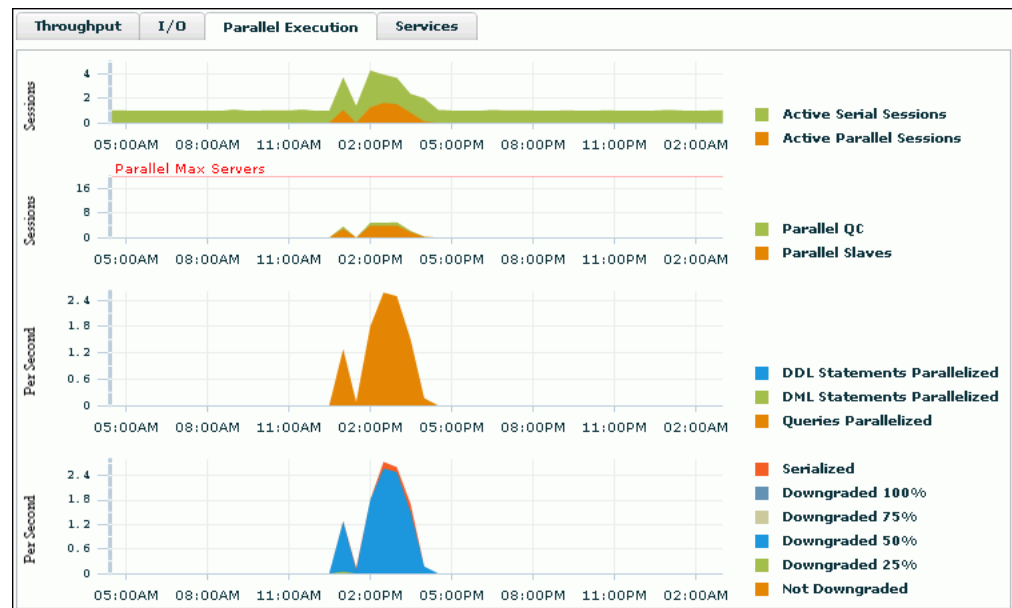 Throughput I/O Parallel Execution Services
Sessions
4
2
0
05:00AM 08:00AM 11:00AM 02:00PM 05:00PM 08:00PM 11:00PM 02:00AM
Active Serial Sessions
Active Parallel Sessions
Parallel Max Servers
Sessions
16
8
0
05:00AM 08:00AM 11:00AM 02:00PM 05:00PM 08:00PM 11:00PM 02:00AM
Parallel QC
Parallel Slaves
Per Second
2.4
1.8
1.2
0.6
0
05:00AM 08:00AM 11:00AM 02:00PM 05:00PM 08:00PM 11:00PM 02:00AM
DDL Statements Parallelized
DML Statements Parallelized
Queries Parallelized
Per Second
2.4
1.8
1.2
0.6
0
05:00AM 08:00AM 11:00AM 02:00PM 05:00PM 08:00PM 11:00PM 02:00AM
Serialized
Downgraded 100%
Downgraded 75%
Downgraded 50%
Downgraded 25%
Not Downgraded